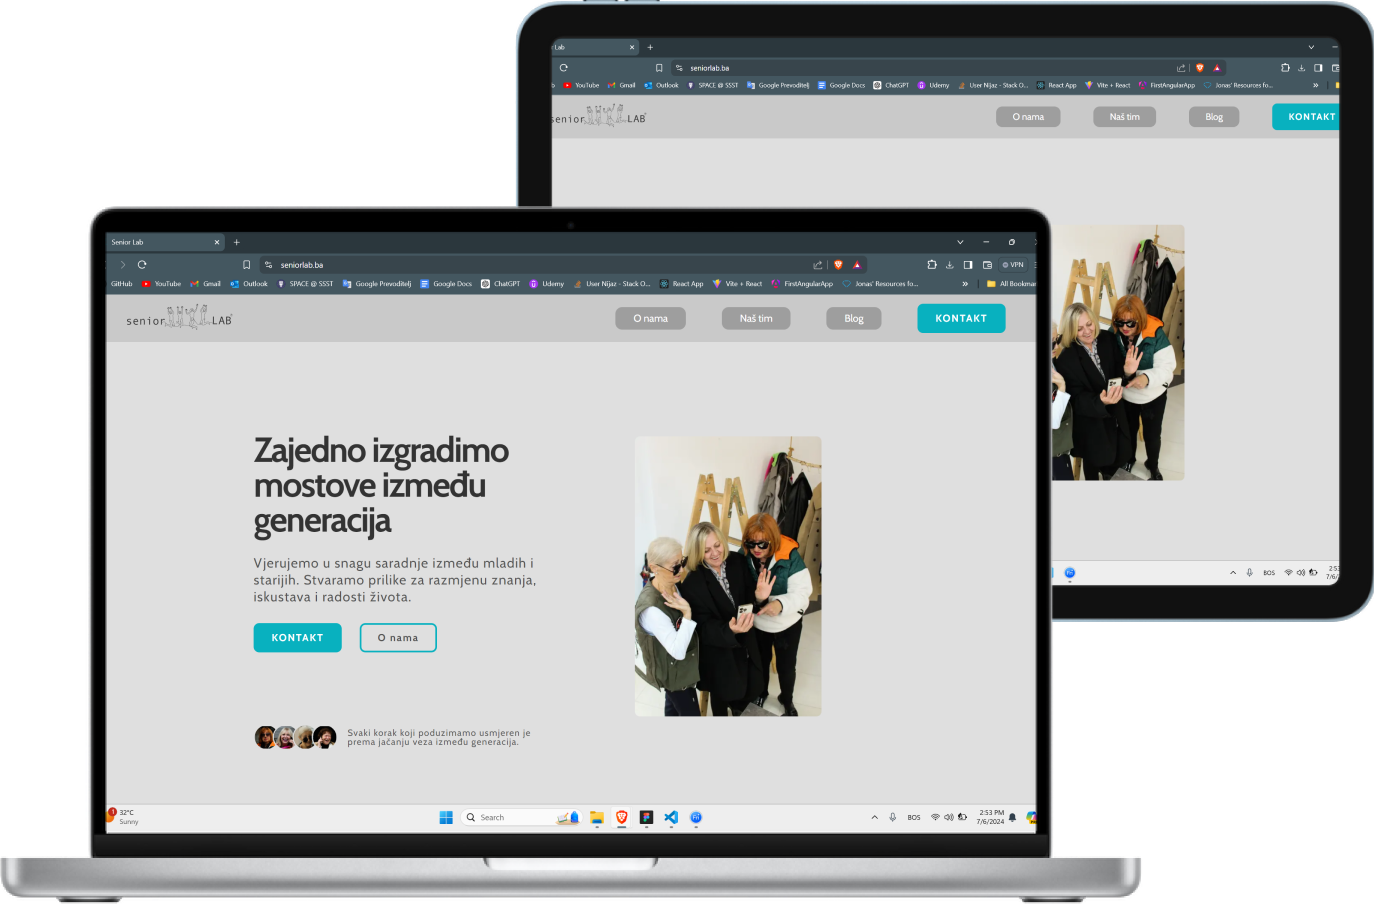 Lab
seniorlab.ba
YouTube Gmail Outlook SPACE @ SSST Google Prevoditelj Google Docs ChatGPT Udemy User Nijaz - Stack O... React App Vite + React FirstAngularApp Jonas' Resources fo... »
senior LAB
O nama Naš tim Blog KONTAKT
BOS
7/6/2
Senior Lab
seniorlab.ba VPN
GitHub YouTube Gmail Outlook SPACE @ SSST Google Prevoditelj Google Docs ChatGPT Udemy User Nijaz - Stack O... React App Vite + React FirstAngularApp Jonas' Resources fo... » All Bookmar
senior LAB
O nama Naš tim Blog KONTAKT
Zajedno izgradimo
mostove između
generacija
Vjerujemo u snagu saradnje između mladih i
starijih. Stvaramo prilike za razmjenu znanja,
iskustava i radosti života.
KONTAKT O nama
Svaki korak koji poduzimamo usmjeren je
prema jačanju veza između generacija.
1 32°C
Sunny
Search
BOS
2:53 PM
7/6/2024